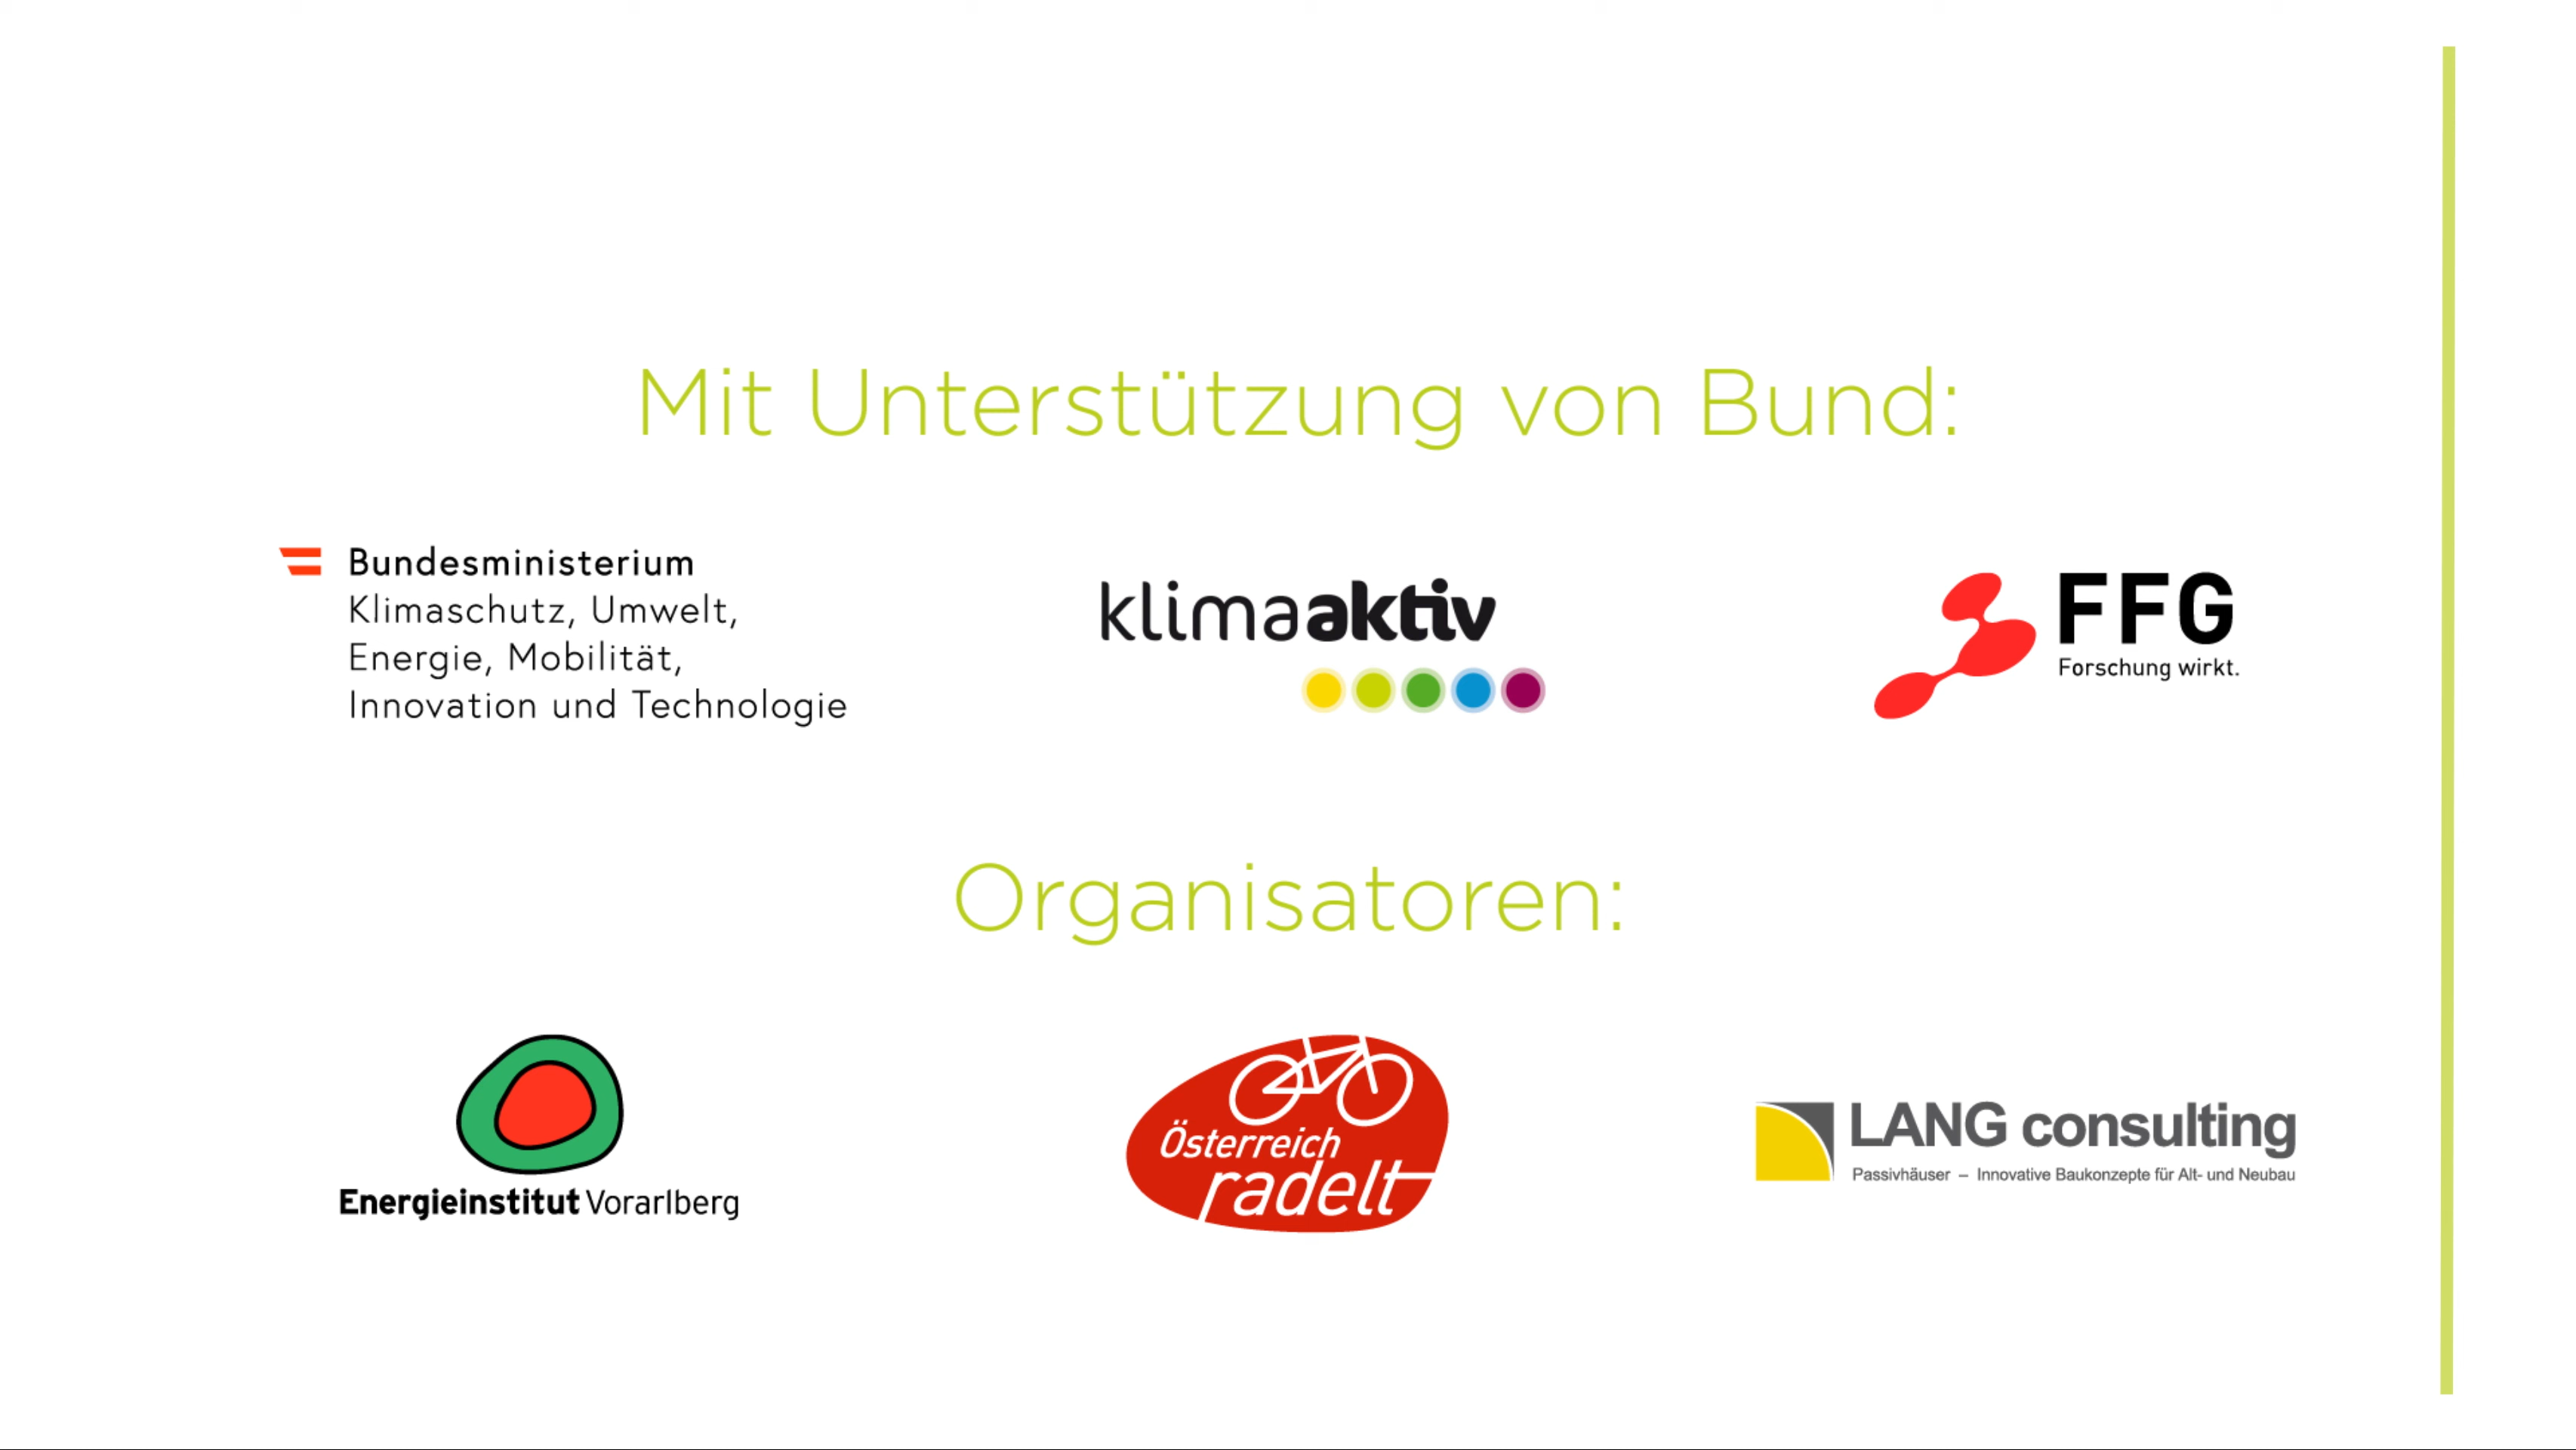 Mit Unterstützung von Bund:
Bundesministerium
Klimaschutz, Umwelt,
Energie, Mobilität,
Innovation und Technologie
klimaaktiv
FFG
Forschung wirkt.
Organisatoren:
Energieinstitut Vorarlberg
Österreich
radelt
LANG consulting
Passivhäuser – Innovative Baukonzepte für Alt- und Neubau